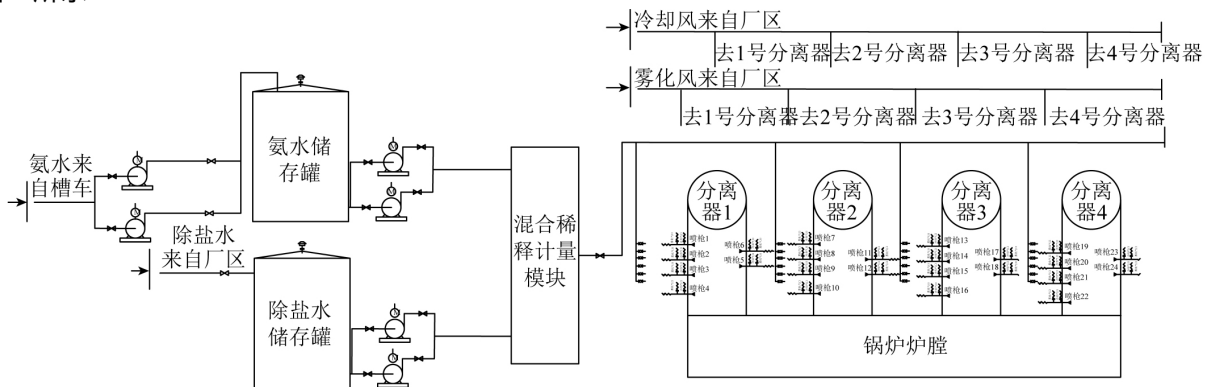 冷却风来自厂区
去1号分离器
去2号分离器
去3号分离器
去4号分离器
雾化风来自厂区
去1号分离器
去2号分离器
去3号分离器
去4号分离器
氨水来
自槽车
氨水储
存罐
除盐水
来自厂区
除盐水
储存罐
混合稀
释计量
模块
分离
器1
分离
器2
分离
器3
分离
器4
喷枪1
喷枪2
喷枪3
喷枪4
喷枪6
喷枪5
喷枪7
喷枪8
喷枪9
喷枪10
喷枪11
喷枪12
喷枪13
喷枪14
喷枪15
喷枪16
喷枪17
喷枪18
喷枪19
喷枪20
喷枪21
喷枪22
喷枪23
喷枪24
锅炉炉膛